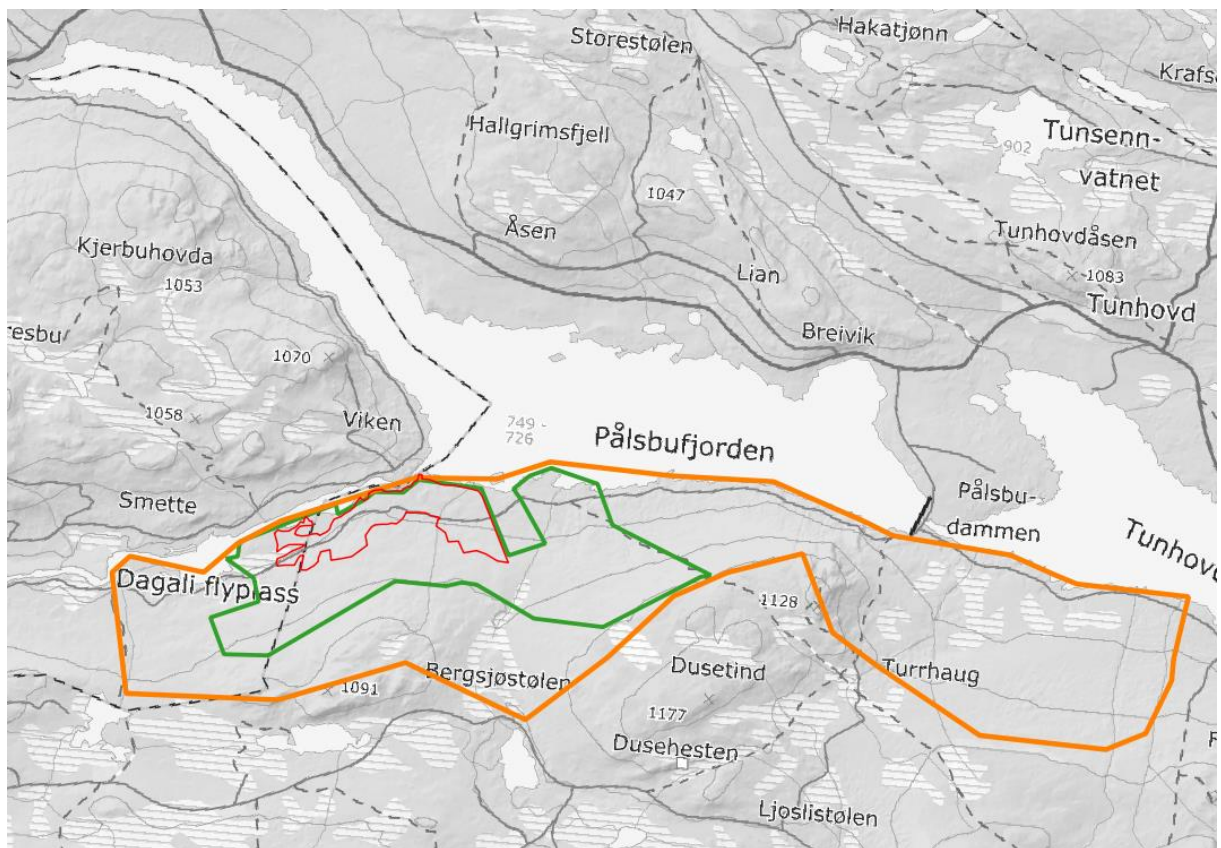 Hakatjønn
Storestølen
Krafs
Hallgrimsfjell
Tunsenn-
902
vatnet
1047
Åsen
Tunhovdåsen
Kjerbuhovda
1053
Lian
1083
Tunhovd
resbu
Breivik
1070
1058
Viken
749 -
726
Pålsbufjorden
Smette
Pålsbu-
dammen
Tunhov
Dagali flyplass
1128
Bergsjøstølen
Dusetind
Turrhaug
1091
1177
Dusehesten
Ljoslistølen